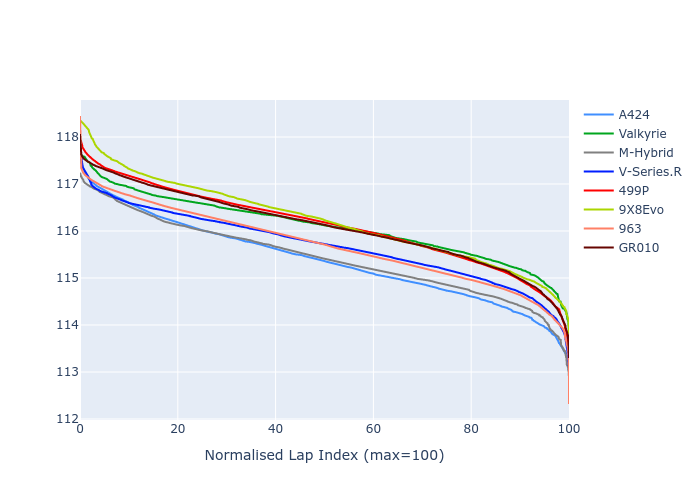 118
117
116
115
114
113
112
0 20 40 60 80 100
Normalised Lap Index (max=100)
A424
Valkyrie
M-Hybrid
V-Series.R
499P
9X8Evo
963
GR010